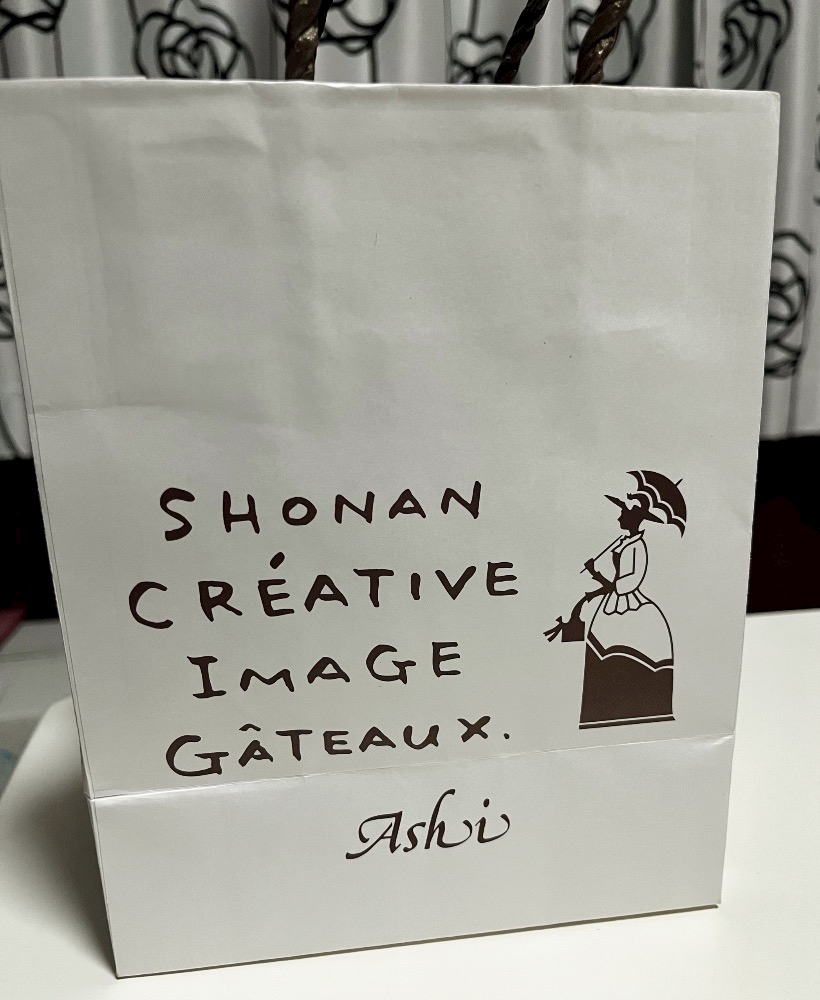 SHONAN
CRÉATIVE
IMAGE
GÂTEAUX.
Ashi